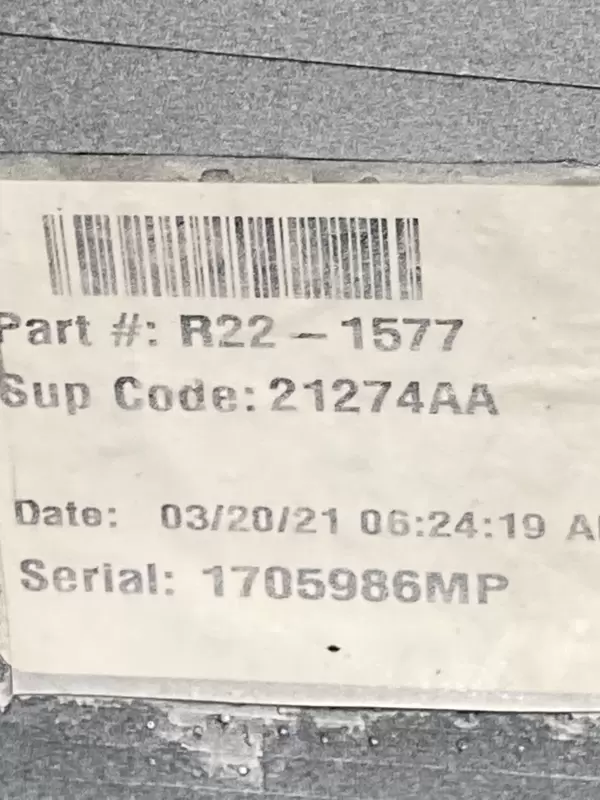 Part #: R22-1577
Sup Code: 21274AA
Date: 03/20/21 06:24:19 A
Serial: 1705986MP